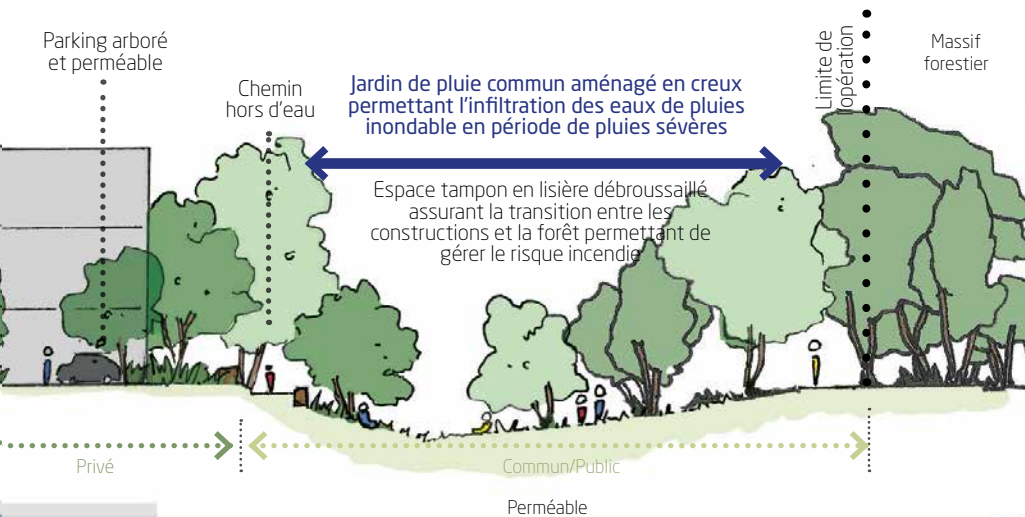 Parking arboré
et perméable
Chemin
hors d'eau
Jardin de pluie commun aménagé en creux
permettant l'infiltration des eaux de pluies
inondable en période de pluies sévères
Espace tampon en lisière débroussaillé
assurant la transition entre les
constructions et la forêt permettant de
gérer le risque incendie
Limite de
l'opération
Massif
forestier
Privé
Commun/Public
Perméable